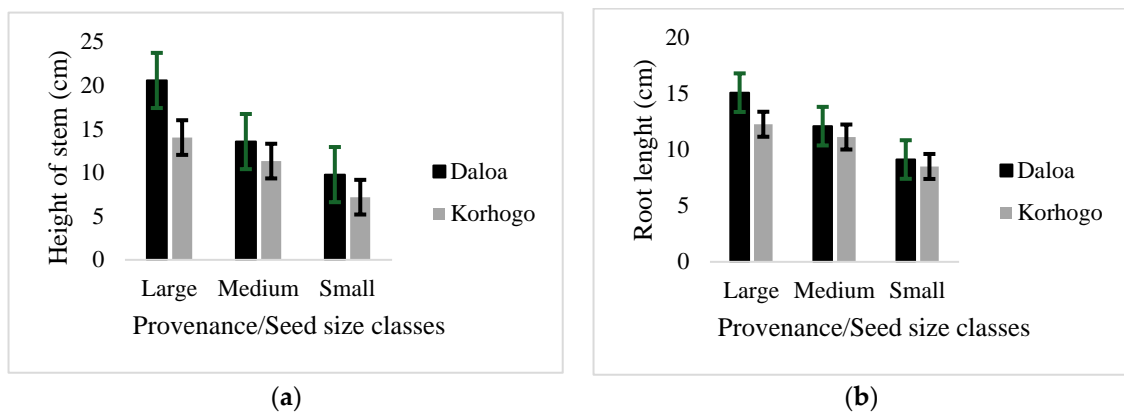 25
20
15
10
5
0
Height of stem (cm)
Large Medium Small
Provenance/Seed size classes
Daloa
Korhogo
(a)
20
15
10
5
0
Root lenght (cm)
Large Medium Small
Provenance/Seed size classes
Daloa
Korhogo
(b)